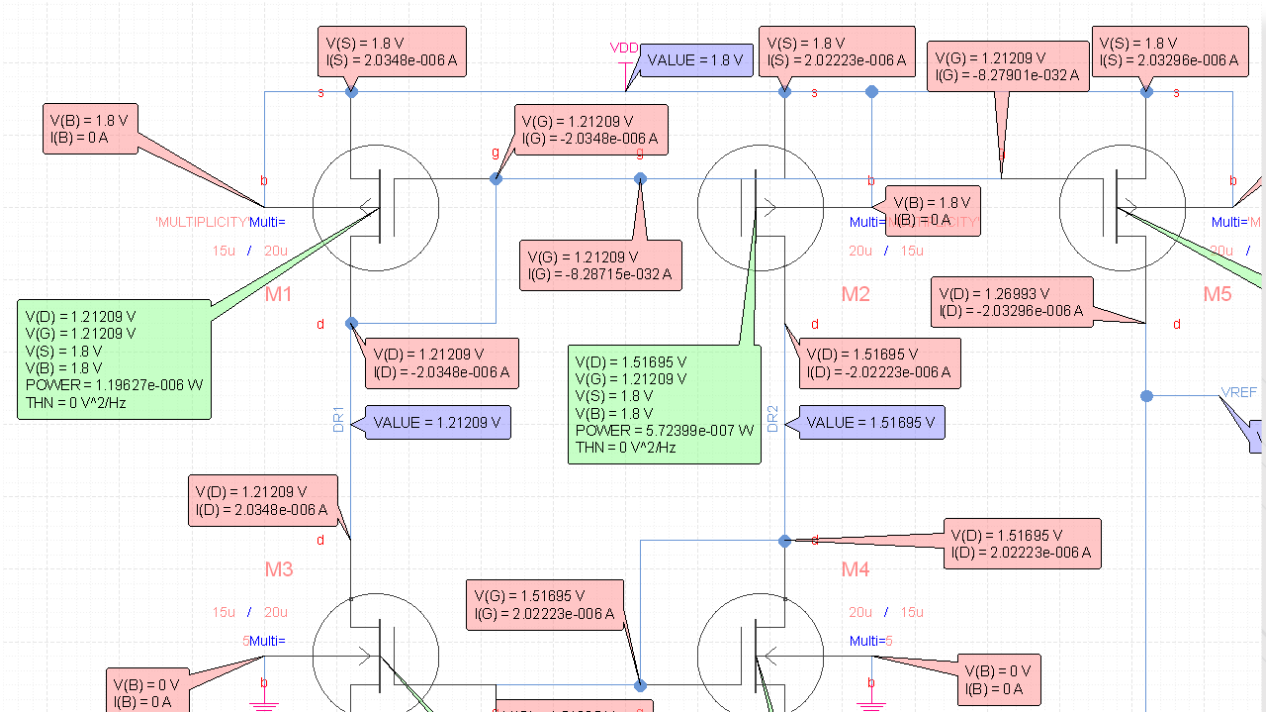 V(S) = 1.8 V
I(S) = 2.0348e-006 A
VDD
VALUE = 1.8 V
V(S) = 1.8 V
I(S) = 2.02223e-006 A
V(G) = 1.21209 V
I(G) = -8.27901e-032 A
V(S) = 1.8 V
I(S) = 2.03296e-006 A
s
s
s
V(B) = 1.8 V
I(B) = 0 A
V(G) = 1.21209 V
I(G) = -2.0348e-006 A
g
g
b
b
b
'MULTIPLICITY'
Multi=
V(B) = 1.8 V
I(B) = 0 A
Multi=
Multi='M
15u / 20u
20u / 15u
20u /
V(G) = 1.21209 V
I(G) = -8.28715e-032 A
M1
M2
M5
V(D) = 1.26993 V
I(D) = -2.03296e-006 A
V(D) = 1.21209 V
V(G) = 1.21209 V
V(S) = 1.8 V
V(B) = 1.8 V
POWER = 1.19627e-006 W
THN = 0 V^2/Hz
d
d
d
V(D) = 1.21209 V
I(D) = -2.0348e-006 A
V(D) = 1.51695 V
V(G) = 1.21209 V
V(S) = 1.8 V
V(B) = 1.8 V
POWER = 5.72399e-007 W
THN = 0 V^2/Hz
V(D) = 1.51695 V
I(D) = -2.02223e-006 A
VREF
DR1
VALUE = 1.21209 V
DR2
VALUE = 1.51695 V
V(D) = 1.21209 V
I(D) = 2.0348e-006 A
d
d
V(D) = 1.51695 V
I(D) = 2.02223e-006 A
M3
M4
V(G) = 1.51695 V
I(G) = 2.02223e-006 A
15u / 20u
20u / 15u
5Multi=
Multi=5
V(B) = 0 V
I(B) = 0 A
b
b
V(B) = 0 V
I(B) = 0 A